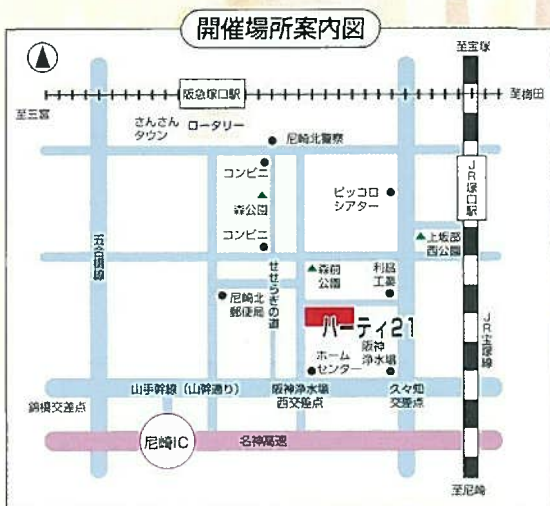 開催場所案内図
至宝塚
阪急塚口駅
至梅田
至三宮
さんさん
タウン
ロータリー
尼崎北警察
コンビニ
森公園
コンビニ
ピッコロ
シアター
JR塚口駅
上坂部
西公園
五合橋線
せせらぎの道
森前
公園
利昌
工業
尼崎北
郵便局
ハーティ21
ホーム
センター
阪神
浄水場
JR宝塚線
山手幹線(山幹通り)
阪神浄水場
西交差点
久々知
交差点
錦橋交差点
尼崎IC
名神高速
至尼崎